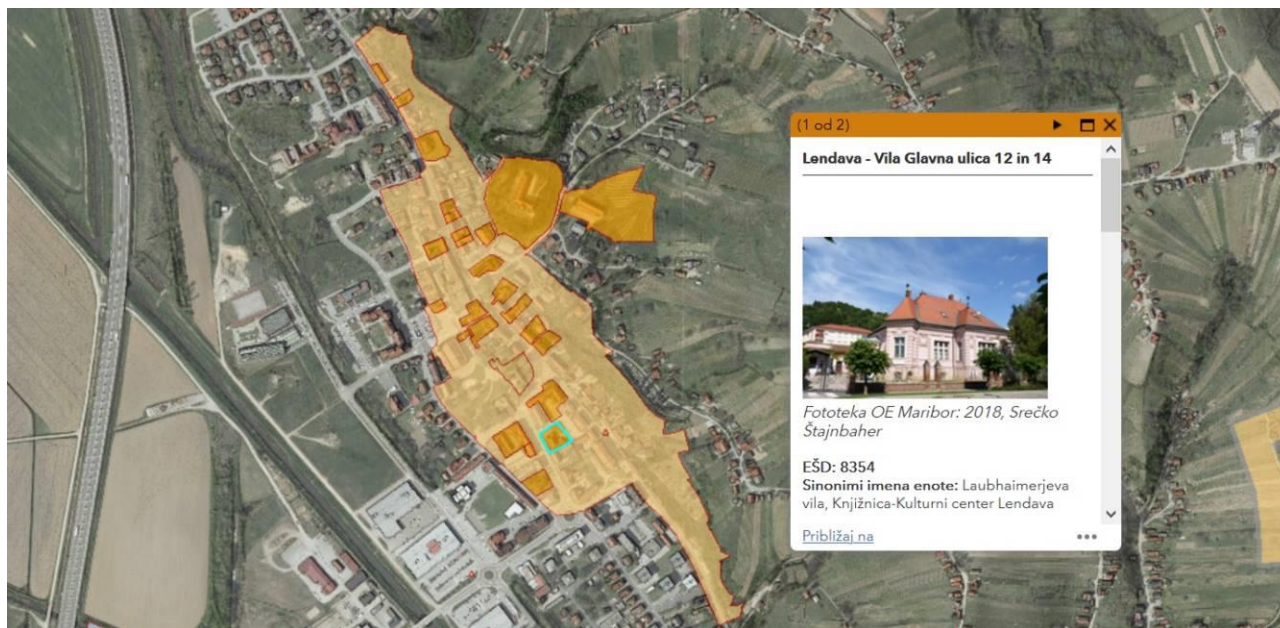 (1 od 2)
Lendava - Vila Glavna ulica 12 in 14
Fototeka OE Maribor: 2018, Srečko
Štajnbaher
EŠD: 8354
Sinonimi imena enote: Laubhaimerjeva
vila, Knjižnica-Kulturni center Lendava
Približaj na